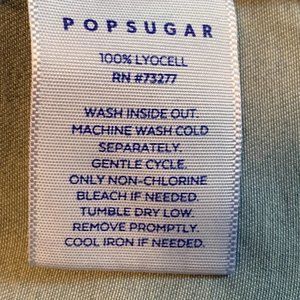 POPSUGAR
100% LYOCELL
RN #73277
WASH INSIDE OUT.
MACHINE WASH COLD
SEPARATELY.
GENTLE CYCLE.
ONLY NON-CHLORINE
BLEACH IF NEEDED.
TUMBLE DRY LOW.
REMOVE PROMPTLY.
COOL IRON IF NEEDED.